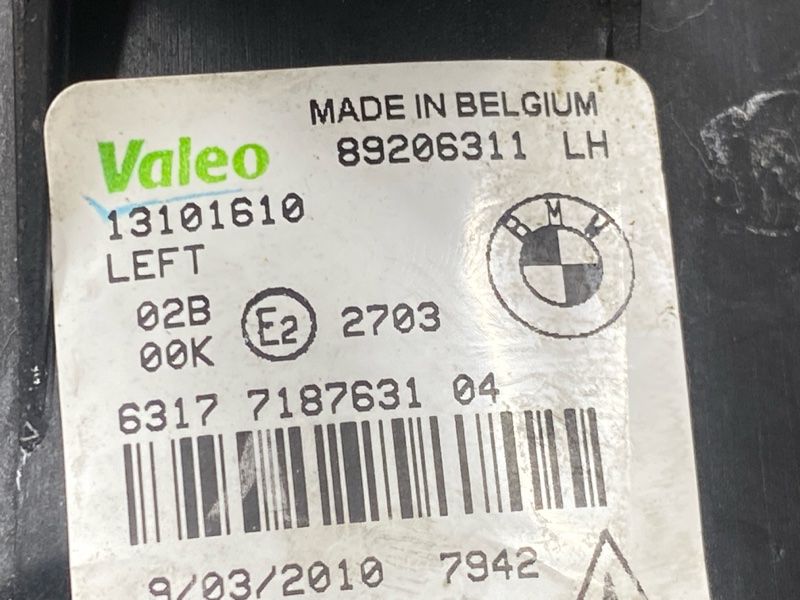 MADE IN BELGIUM
Valeo 89206311 LH
13101610
LEFT
BMW
02B E2 2703
00K
6317 7187631 04
9/03/2010 7942